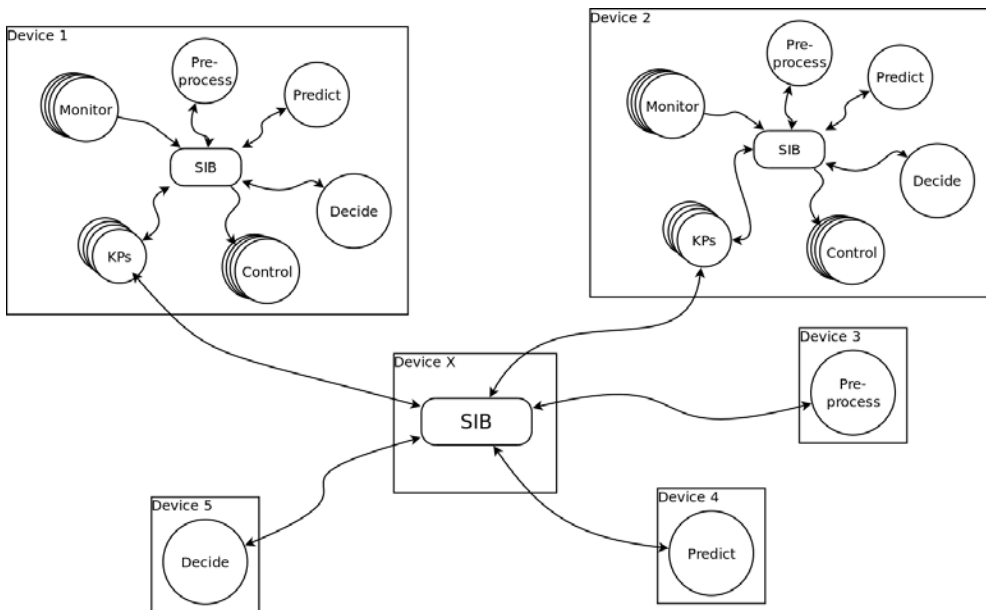 Device 1
Pre-
process
Monitor
Predict
SIB
Decide
KPs
Control
Device 2
Pre-
process
Monitor
Predict
SIB
Decide
KPs
Control
Device X
SIB
Device 3
Pre-
process
Device 4
Predict
Device 5
Decide